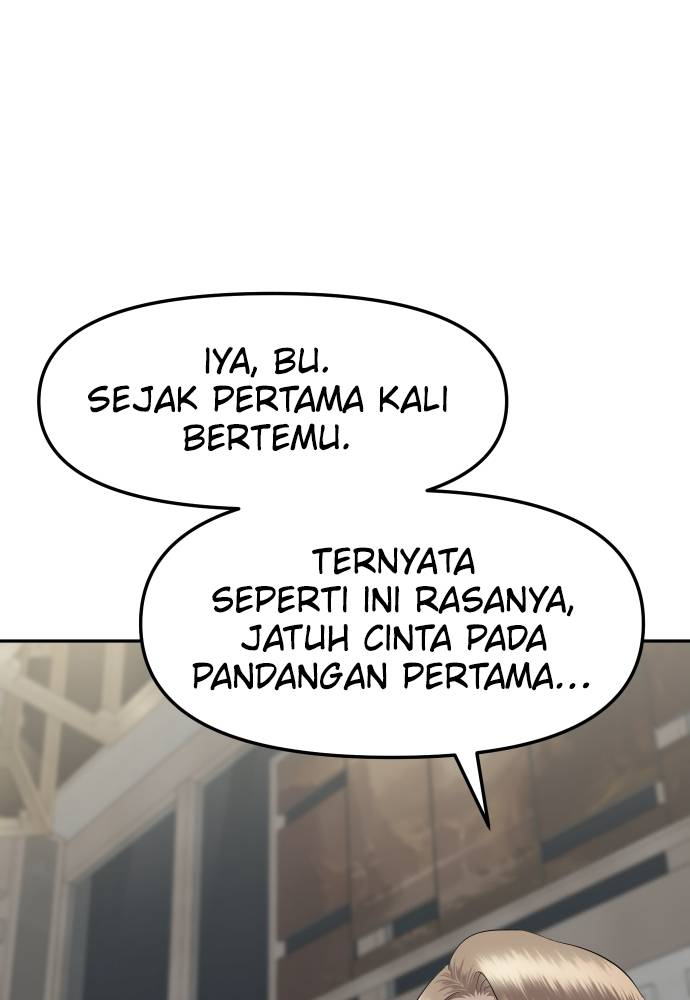 IYA, BU.
SEJAK PERTAMA KALI
BERTEMU.
TERNYATA
SEPERTI INI RASANYA,
JATUH CINTA PADA
PANDANGAN PERTAMA...